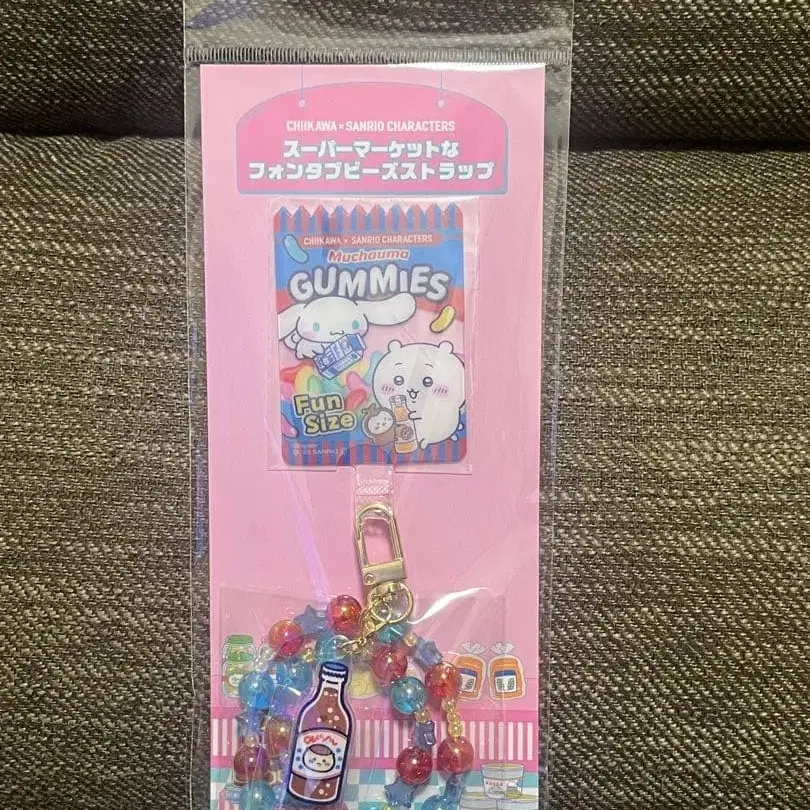 CHIIKAWA × SANRIO CHARACTERS
スーパーマーケットな
フォンタブビーズストラップ
CHIIKAWA × SANRIO CHARACTERS
Muchauma
GUMMIES
Fun
Size